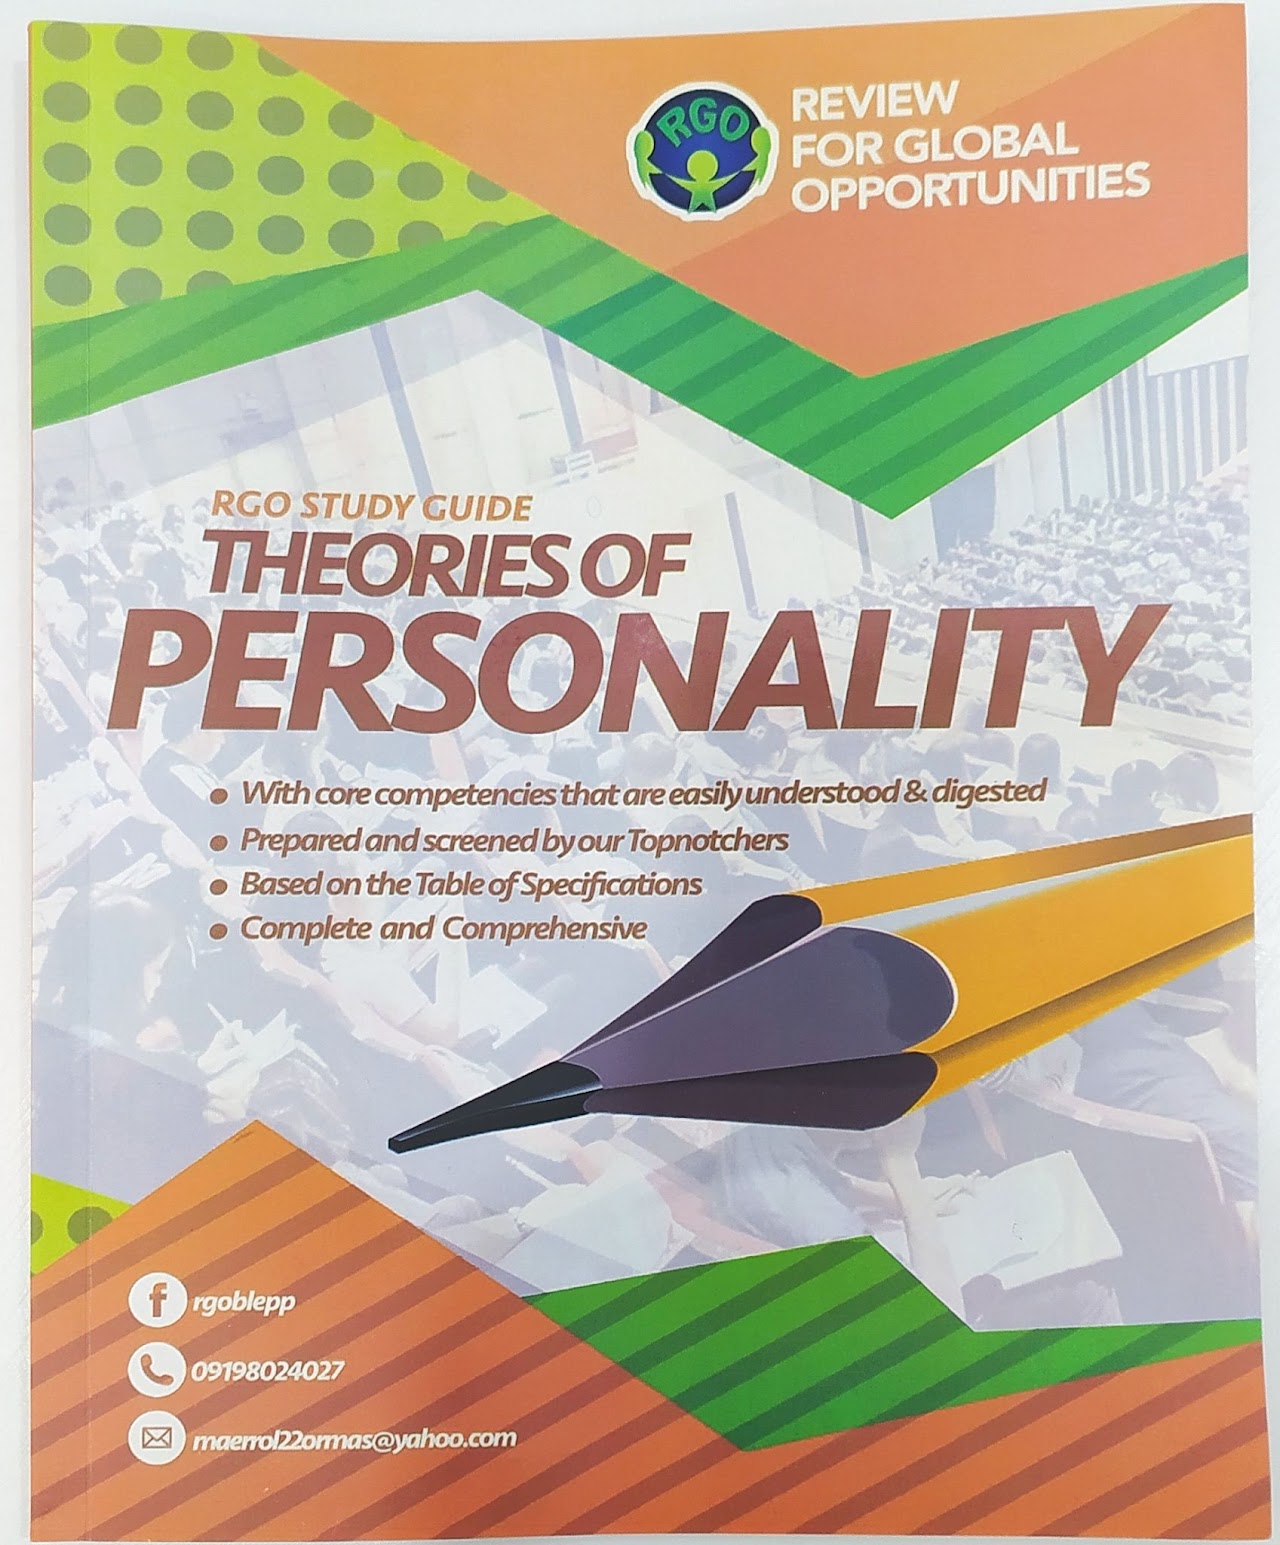 RGO
REVIEW
FOR GLOBAL
OPPORTUNITIES
RGO STUDY GUIDE
THEORIES OF
PERSONALITY
• With core competencies that are easily understood & digested
• Prepared and screened by our Topnotchers
• Based on the Table of Specifications
• Complete and Comprehensive
f rgoblepp
09198024027
maerrol22ormas@yahoo.com